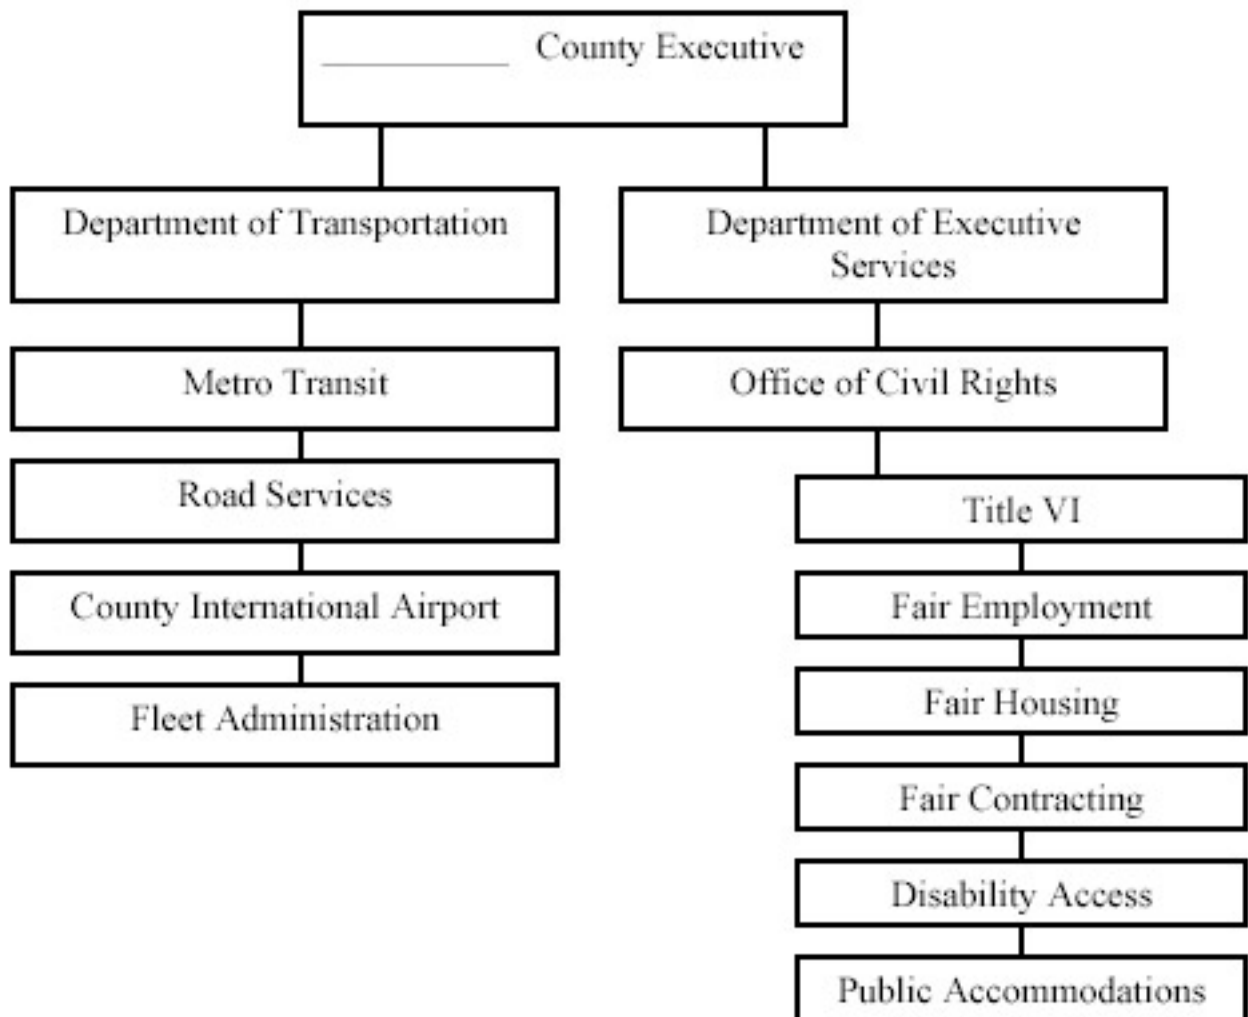 __________ County Executive
Department of Transportation
Department of Executive
Services
Metro Transit
Office of Civil Rights
Road Services
Title VI
County International Airport
Fair Employment
Fleet Administration
Fair Housing
Fair Contracting
Disability Access
Public Accommodations